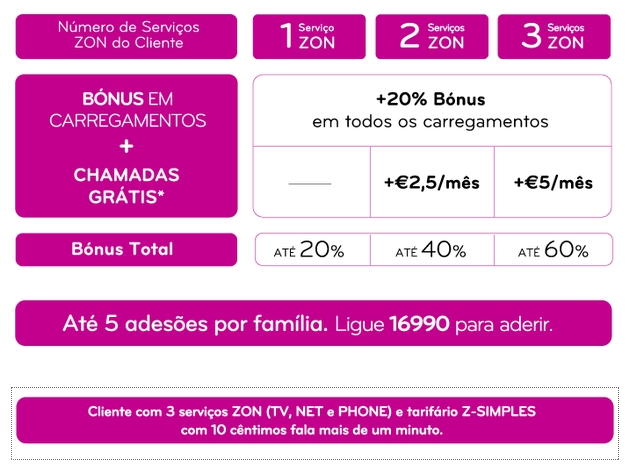 Número de Serviços
ZON do Cliente
1 Serviço
ZON
2 Serviços
ZON
3 Serviços
ZON
BÓNUS EM
CARREGAMENTOS
+
CHAMADAS
GRÁTIS*
+20% Bónus
em todos os carregamentos
+€2,5/mês
+€5/mês
Bónus Total
ATÉ 20%
ATÉ 40%
ATÉ 60%
Até 5 adesões por família. Ligue 16990 para aderir.
Cliente com 3 serviços ZON (TV, NET e PHONE) e tarifário Z-SIMPLES
com 10 cêntimos fala mais de um minuto.